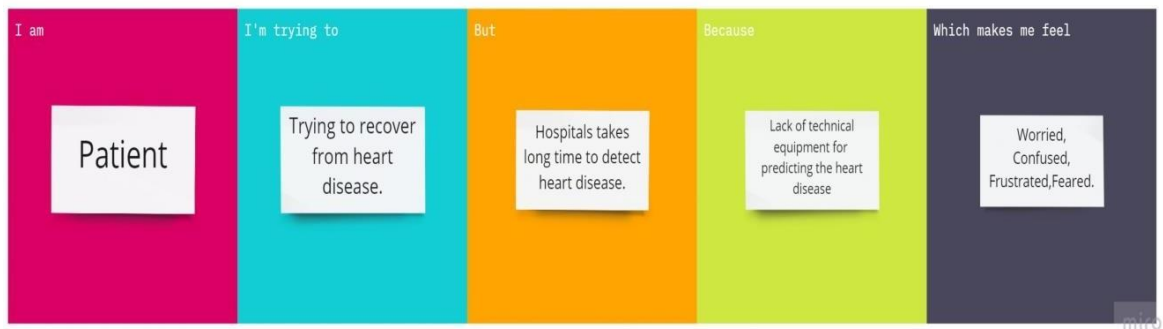 I am
Patient
I'm trying to
Trying to recover
from heart
disease.
But
Hospitals takes
long time to detect
heart disease.
Because
Lack of technical
equipment for
predicting the heart
disease
Which makes me feel
Worried,
Confused,
Frustrated,Feared.
miro